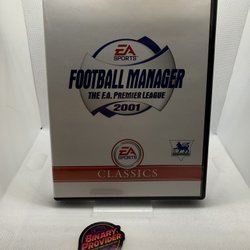 EA
SPORTS
FOOTBALL MANAGER
THE F.A. PREMIER LEAGUE
2001
EA
SPORTS
CLASSICS
BINARY
PROVIDER